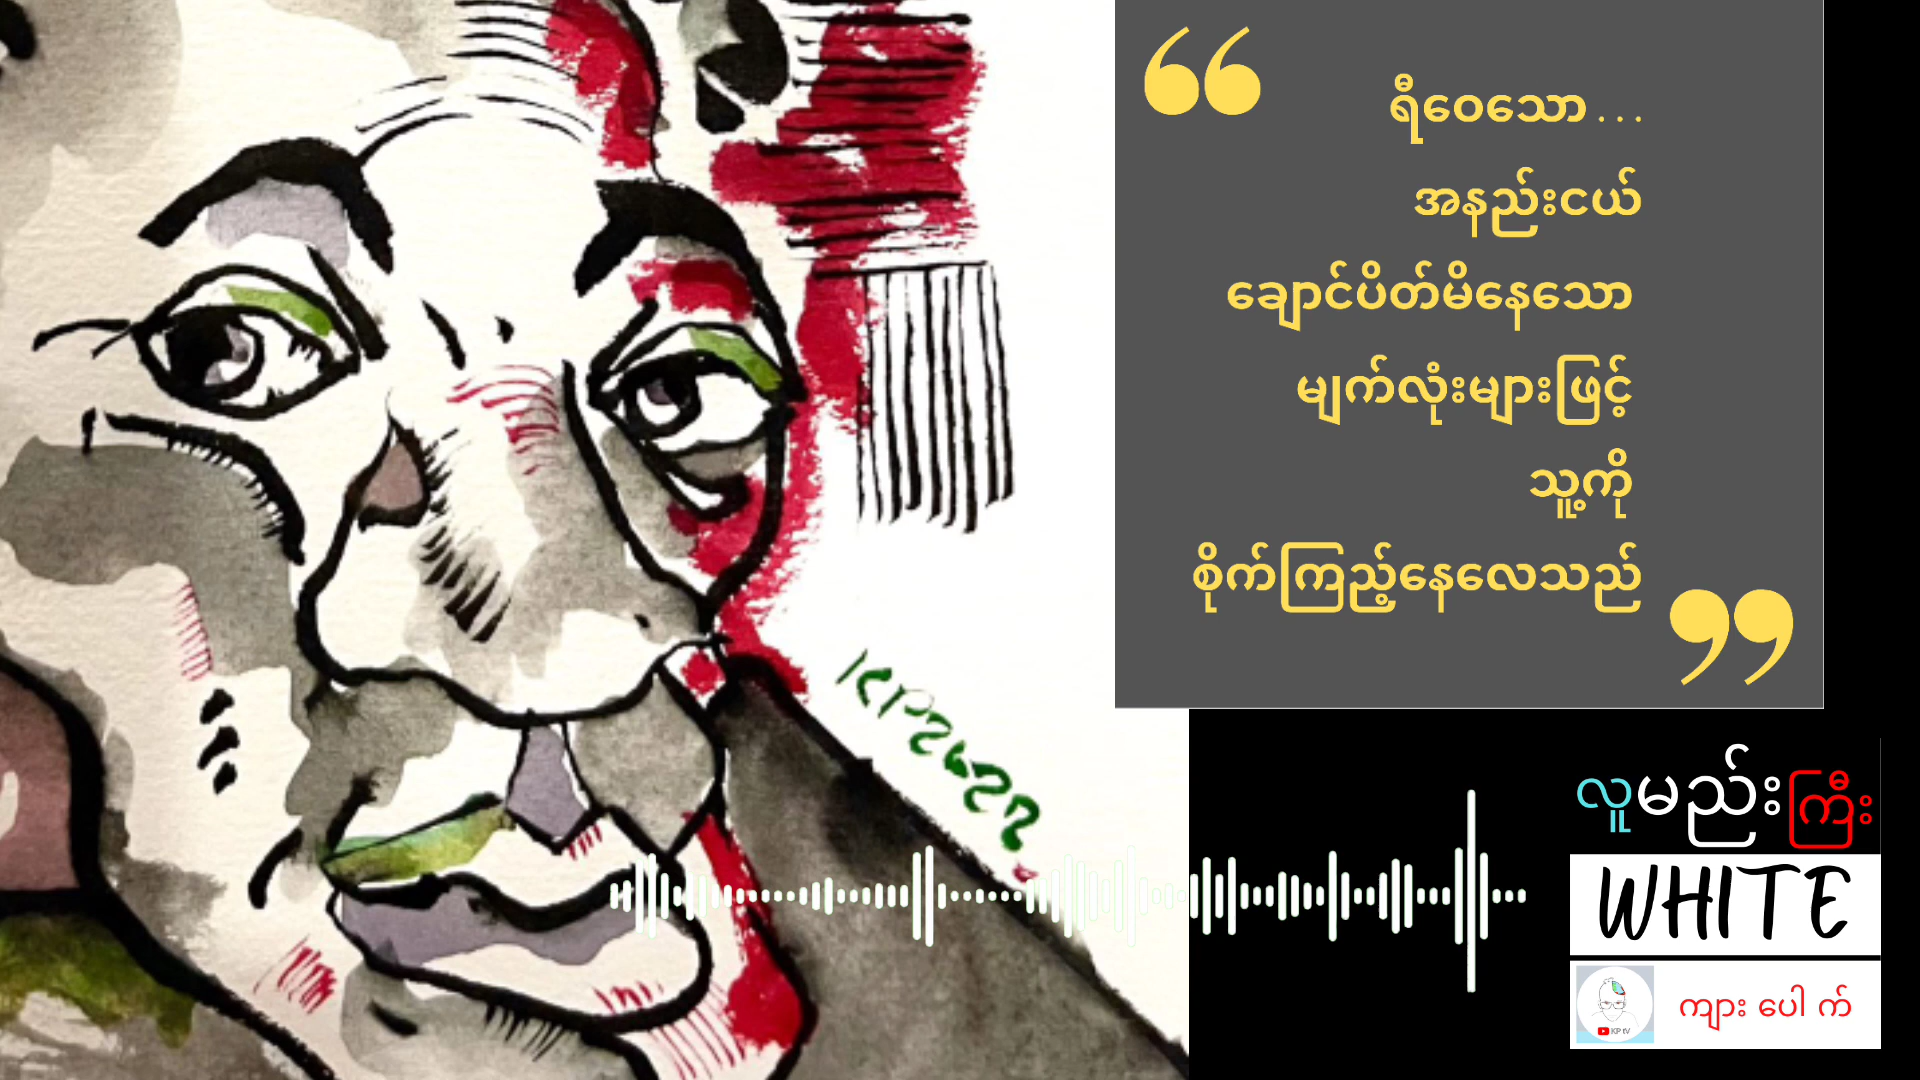 ရီဝေသော . . .
အနည်းငယ်
ချောင်ပိတ်မိနေသော
မျက်လုံးများဖြင့်
သူ့ကို
စိုက်ကြည့်နေလေသည်
လူမည်းကြီး
WHITE
KP tV
ကျား ပေါ က်